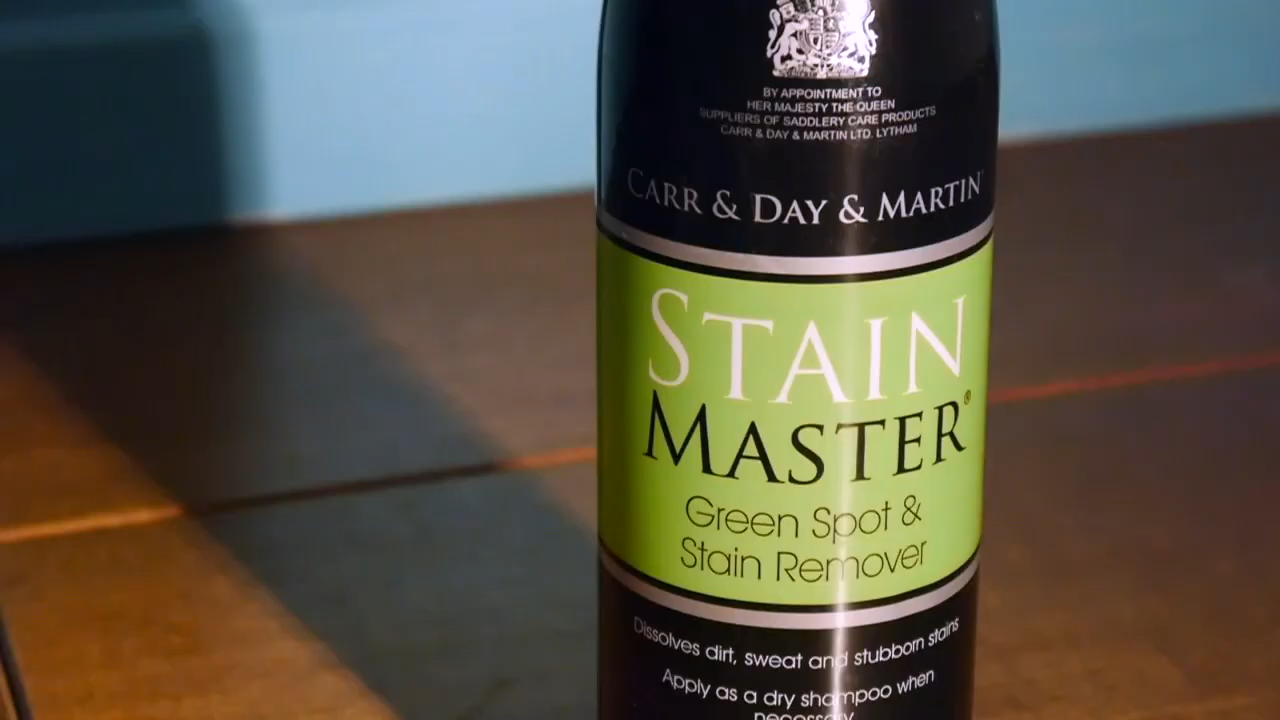 BY APPOINTMENT TO
HER MAJESTY THE QUEEN
SUPPLIERS OF SADDLERY CARE PRODUCTS
CARR & DAY & MARTIN LTD. LYTHAM
CARR & DAY & MARTIN
STAIN
MASTER®
Green Spot &
Stain Remover
Dissolves dirt, sweat and stubborn stains
Apply as a dry shampoo when
necessary